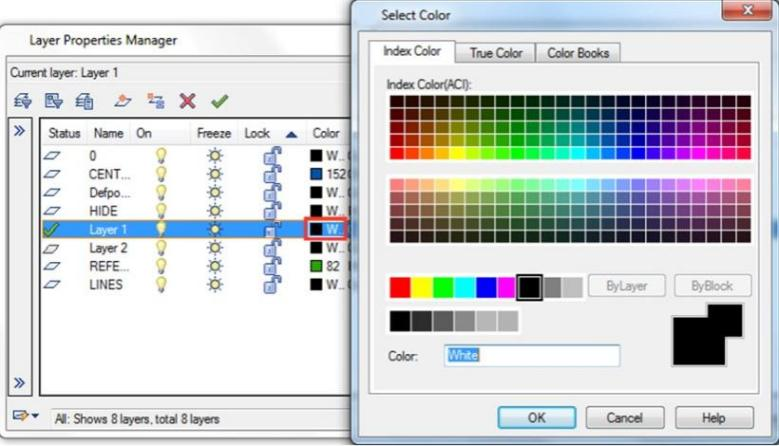 Layer Properties Manager
Current layer: Layer 1
Status Name On Freeze Lock Color
0 W..
CENT... 152
Defpo... W..
HIDE W..
Layer 1 W..
Layer 2 W..
REFE... 82
LINES W..
All: Shows 8 layers, total 8 layers
Select Color
Index Color True Color Color Books
Index Color(ACI):
ByLayer ByBlock
Color: White
OK Cancel Help